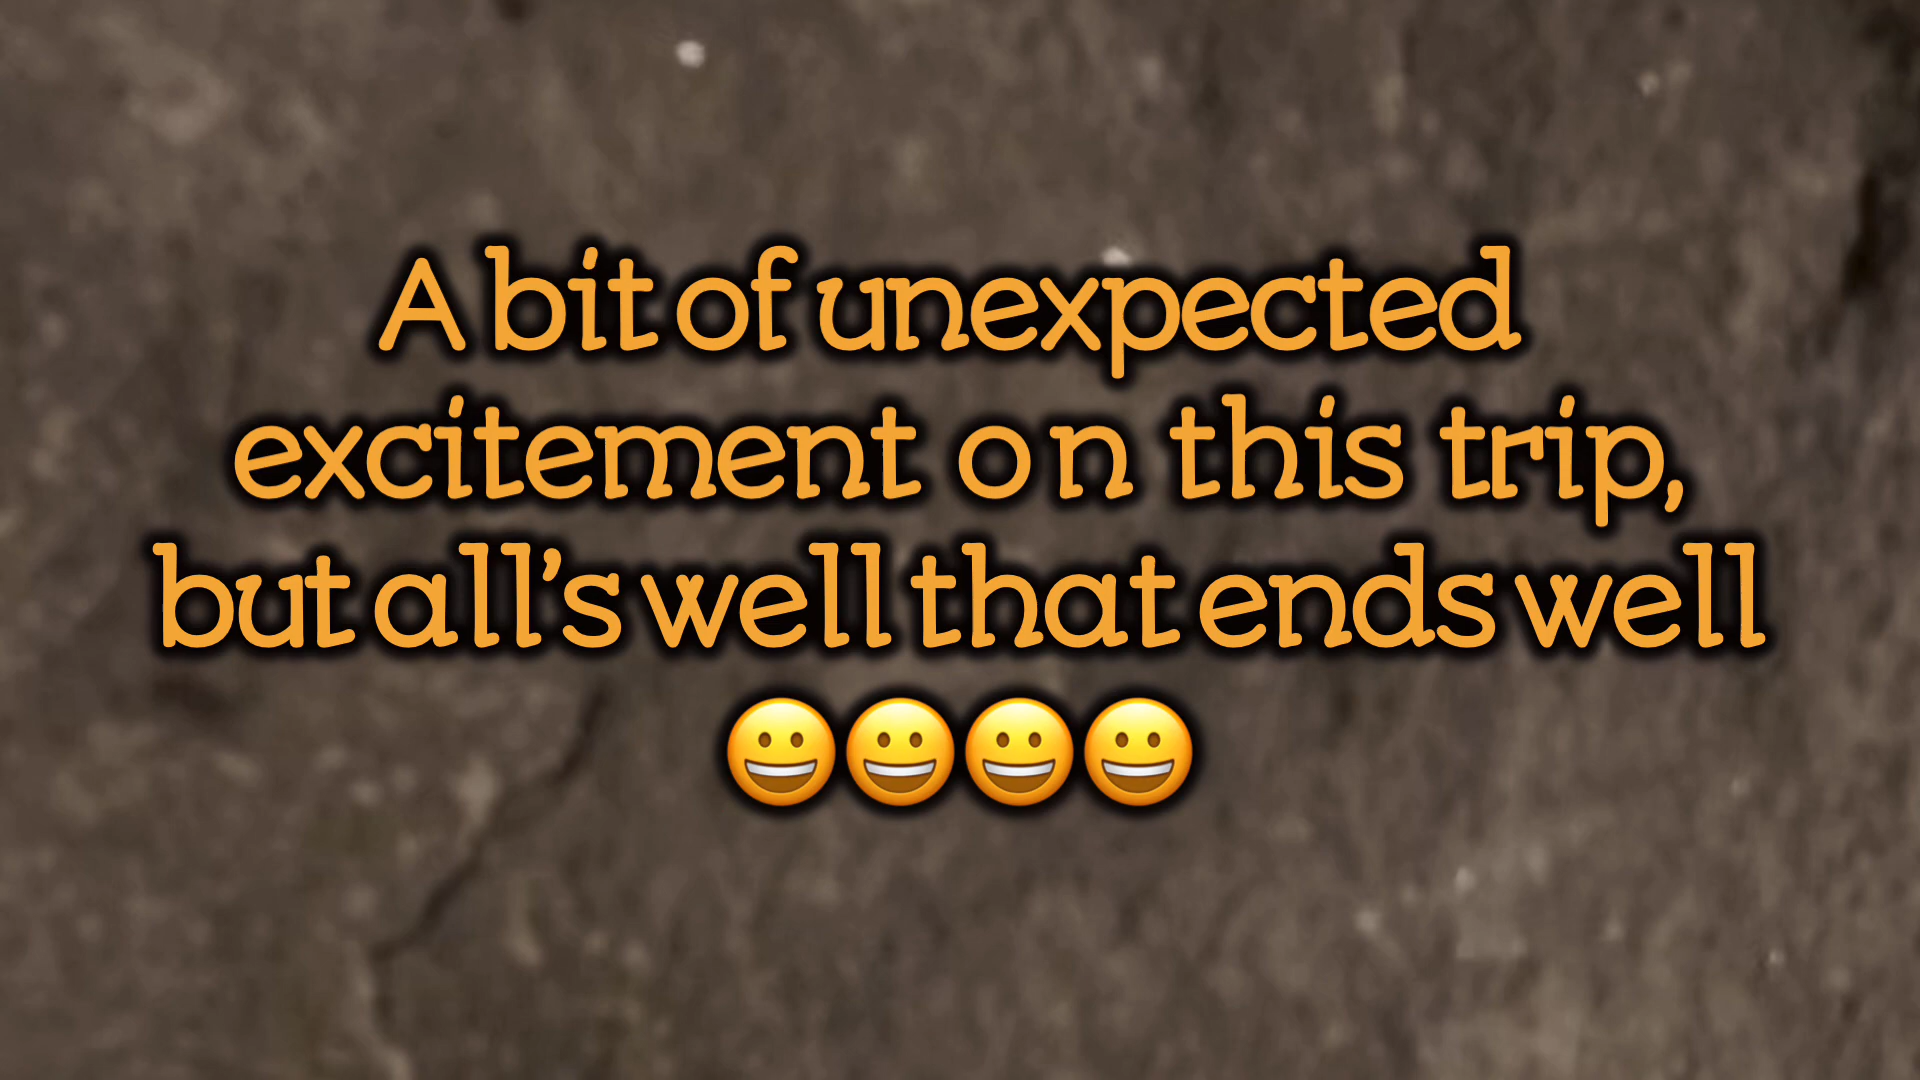 A bit of unexpected
excitement on this trip,
but all’s well that ends well
😀😀😀😀